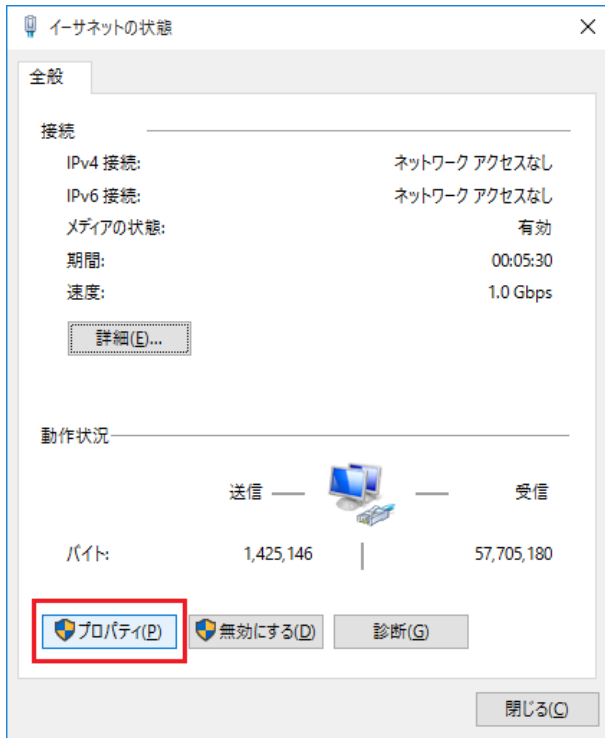 イーサネットの状態
全般
接続
IPv4 接続: ネットワーク アクセスなし
IPv6 接続: ネットワーク アクセスなし
メディアの状態: 有効
期間: 00:05:30
速度: 1.0 Gbps
詳細(E)...
動作状況
送信 受信
バイト: 1,425,146 57,705,180
プロパティ(P) 無効にする(D) 診断(G)
閉じる(C)